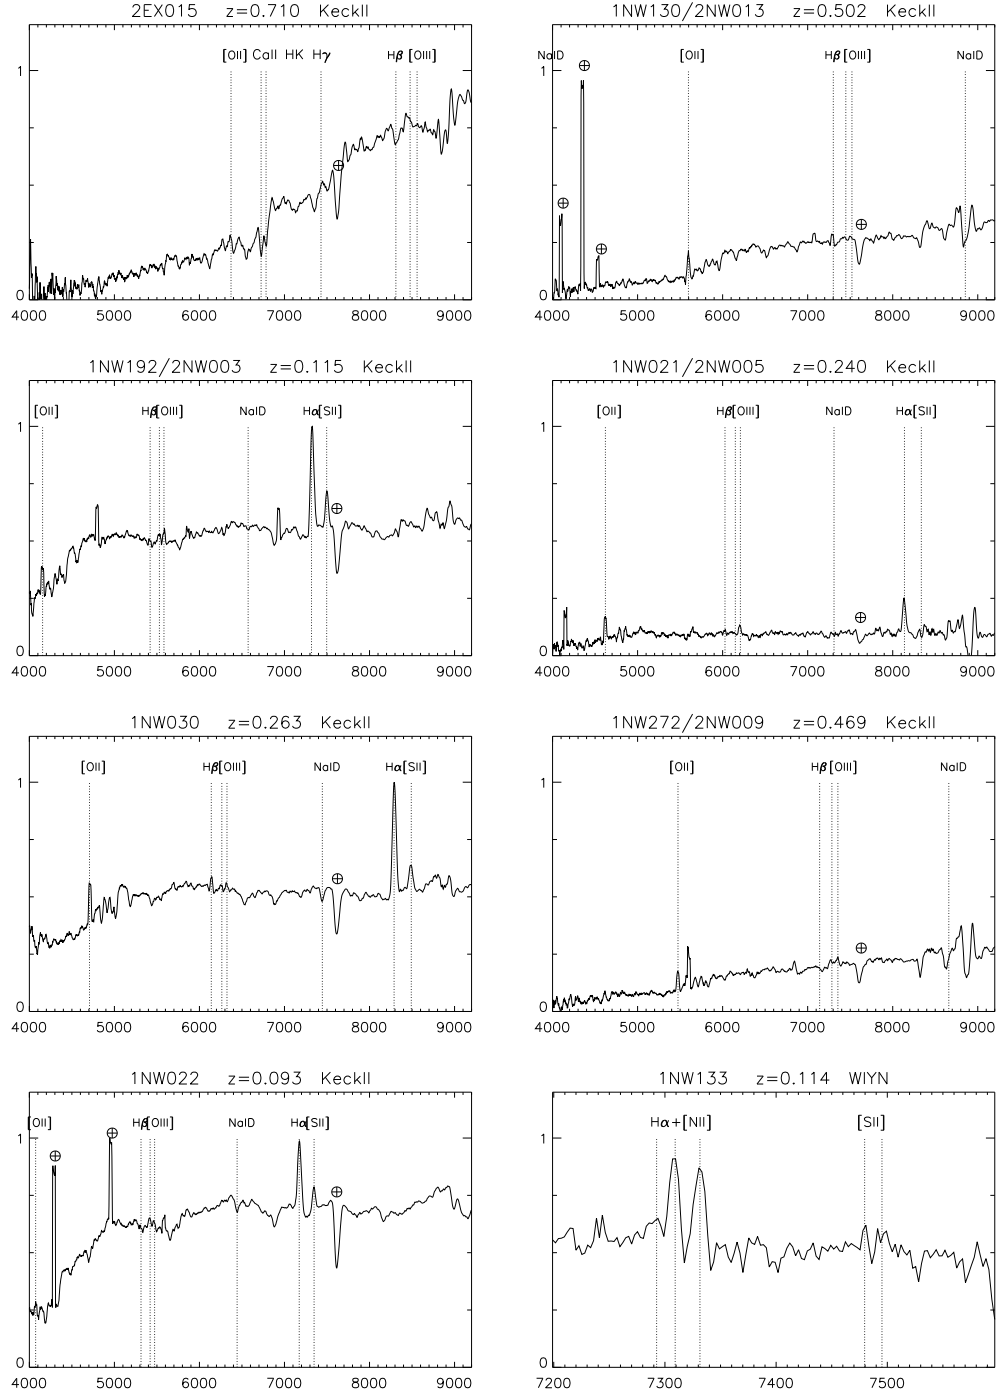 2EX015 z=0.710 KeckII
[OII] CaII HK Hγ Hβ [OIII]
1
0
4000 5000 6000 7000 8000 9000
1NW130/2NW013 z=0.502 KeckII
NaID [OII] Hβ [OIII] NaID
1
0
4000 5000 6000 7000 8000 9000
1NW192/2NW003 z=0.115 KeckII
[OII] Hβ[OIII] NaID Hα[SII]
1
0
4000 5000 6000 7000 8000 9000
1NW021/2NW005 z=0.240 KeckII
[OII] Hβ[OIII] NaID Hα[SII]
1
0
4000 5000 6000 7000 8000 9000
1NW030 z=0.263 KeckII
[OII] Hβ[OIII] NaID Hα[SII]
1
0
4000 5000 6000 7000 8000 9000
1NW272/2NW009 z=0.469 KeckII
[OII] Hβ [OIII] NaID
1
0
4000 5000 6000 7000 8000 9000
1NW022 z=0.093 KeckII
[OII] Hβ[OIII] NaID Hα[SII]
1
0
4000 5000 6000 7000 8000 9000
1NW133 z=0.114 WIYN
Hα+[NII] [SII]
1
0
7200 7300 7400 7500